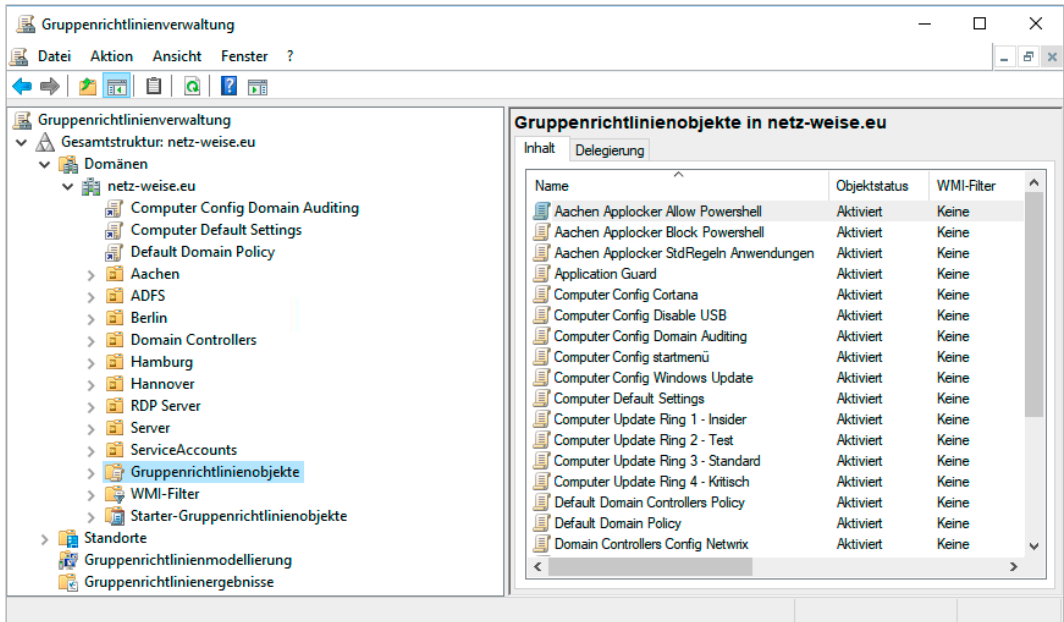 Gruppenrichtlinienverwaltung
Datei Aktion Ansicht Fenster ?
Gruppenrichtlinienverwaltung
Gesamtstruktur: netz-weise.eu
Domänen
netz-weise.eu
Computer Config Domain Auditing
Computer Default Settings
Default Domain Policy
Aachen
ADFS
Berlin
Domain Controllers
Hamburg
Hannover
RDP Server
Server
ServiceAccounts
Gruppenrichtlinienobjekte
WMI-Filter
Starter-Gruppenrichtlinienobjekte
Standorte
Gruppenrichtlinienmodellierung
Gruppenrichtlinienergebnisse
Gruppenrichtlinienobjekte in netz-weise.eu
Inhalt Delegierung
Name Objektstatus WMI-Filter
Aachen Applocker Allow Powershell Aktiviert Keine
Aachen Applocker Block Powershell Aktiviert Keine
Aachen Applocker StdRegeln Anwendungen Aktiviert Keine
Application Guard Aktiviert Keine
Computer Config Cortana Aktiviert Keine
Computer Config Disable USB Aktiviert Keine
Computer Config Domain Auditing Aktiviert Keine
Computer Config startmenü Aktiviert Keine
Computer Config Windows Update Aktiviert Keine
Computer Default Settings Aktiviert Keine
Computer Update Ring 1 - Insider Aktiviert Keine
Computer Update Ring 2 - Test Aktiviert Keine
Computer Update Ring 3 - Standard Aktiviert Keine
Computer Update Ring 4 - Kritisch Aktiviert Keine
Default Domain Controllers Policy Aktiviert Keine
Default Domain Policy Aktiviert Keine
Domain Controllers Config Netwrix Aktiviert Keine